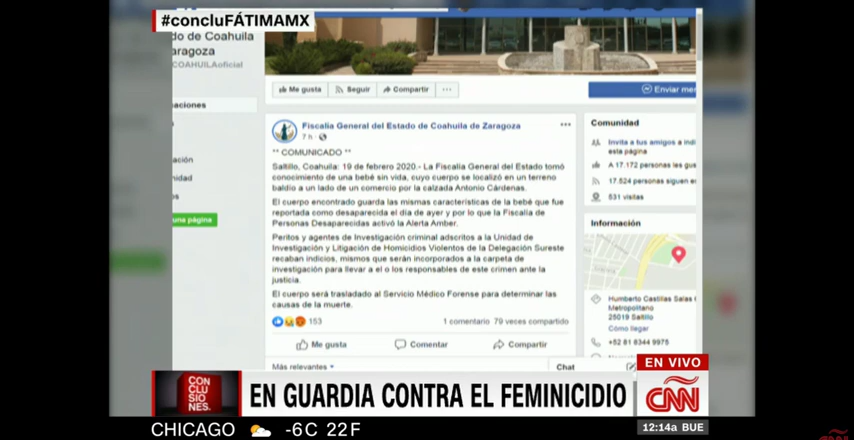 #concluFÁTIMAMX
do de Coahuila
aragoza
COAHUILAoficial
aciones
ación
nidad
os
una página
Me gusta
Seguir
Compartir
Enviar men
Fiscalía General del Estado de Coahuila de Zaragoza
7 h ·
** COMUNICADO **
Saltillo, Coahuila: 19 de febrero 2020.- La Fiscalía General del Estado tomó
conocimiento de una bebé sin vida, cuyo cuerpo se localizó en un terreno
baldío a un lado de un comercio por la calzada Antonio Cárdenas.
El cuerpo encontrado guarda las mismas características de la bebé que fue
reportada como desaparecida el día de ayer y por lo que la Fiscalía de
Personas Desaparecidas activó la Alerta Amber.
Peritos y agentes de Investigación criminal adscritos a la Unidad de
Investigación y Litigación de Homicidios Violentos de la Delegación Sureste
recaban indicios, mismos que serán incorporados a la carpeta de
investigación para llevar a el o los responsables de este crimen ante la
justicia.
El cuerpo será trasladado al Servicio Médico Forense para determinar las
causas de la muerte.
153
1 comentario 79 veces compartido
Me gusta
Comentar
Compartir
Más relevantes
Comunidad
Invita a tus amigos a indi
esta página
A 17.172 personas les gus
17.524 personas siguen e
531 visitas
Información
Humberto Castillas Salas
Metropolitano
25019 Saltillo
Cómo llegar
+52 81 8344 9975
Chat
EN VIVO
CONCLUSIONES.
EN GUARDIA CONTRA EL FEMINICIDIO
CNN
ñ
CHICAGO -6C 22F
12:14a BUE